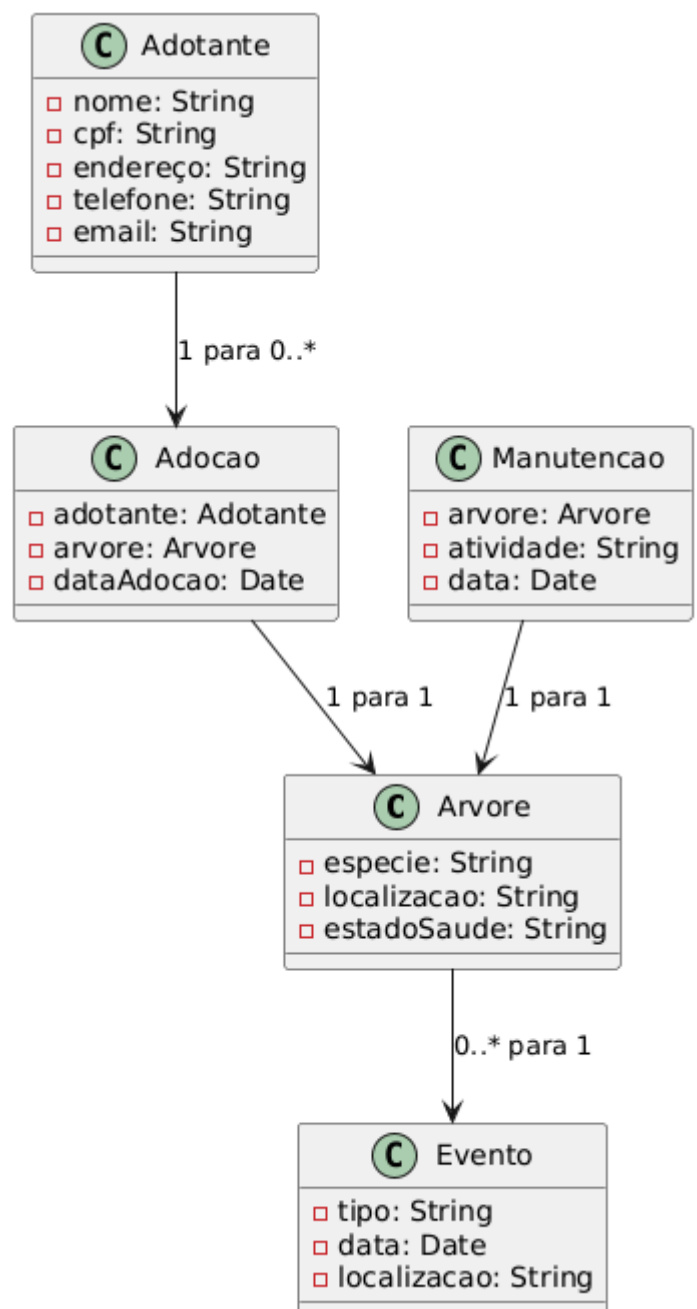 C Adotante
nome: String
cpf: String
endereço: String
telefone: String
email: String
1 para 0..*
C Adocao
adotante: Adotante
arvore: Arvore
dataAdocao: Date
C Manutencao
arvore: Arvore
atividade: String
data: Date
1 para 1
1 para 1
C Arvore
especie: String
localizacao: String
estadoSaude: String
0..* para 1
C Evento
tipo: String
data: Date
localizacao: String